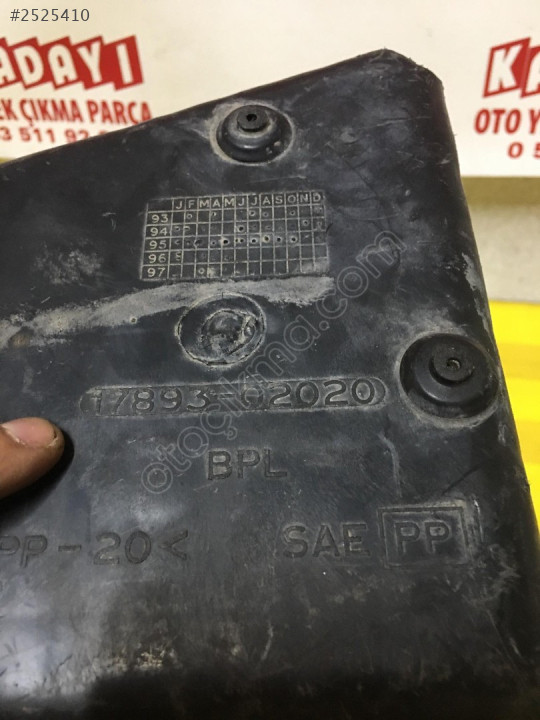 #2525410
ADAYI
EK ÇIKMA PARÇA
3 511 92
KA
OTO Y
0 5
J F M A M J J A S O N D
93
94
95
96
97
17893-02020
BPL
PP-20<
SAE PP
otoçıkma.com